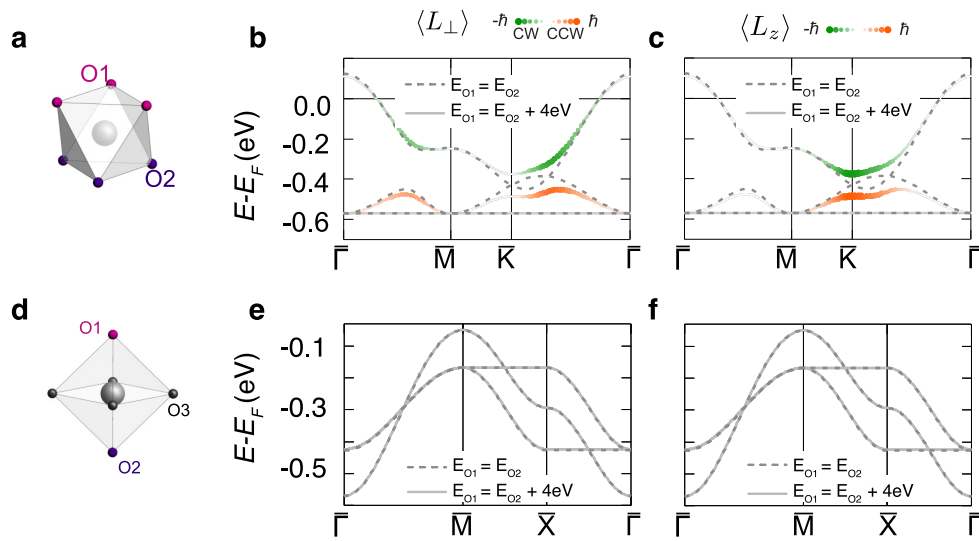 ⟨L⊥⟩ -ħ CW CCW ħ
⟨Lz⟩ -ħ ħ
a
O1
O2
b
E_O1 = E_O2
E_O1 = E_O2 + 4eV
0.0
-0.2
-0.4
-0.6
E-E_F (eV)
Γ̄ M̄ K̄ Γ̄
c
E_O1 = E_O2
E_O1 = E_O2 + 4eV
Γ̄ M̄ K̄ Γ̄
d
O1
O3
O2
e
-0.1
-0.3
-0.5
E-E_F (eV)
E_O1 = E_O2
E_O1 = E_O2 + 4eV
Γ̄ M̄ X̄ Γ̄
f
E_O1 = E_O2
E_O1 = E_O2 + 4eV
Γ̄ M̄ X̄ Γ̄